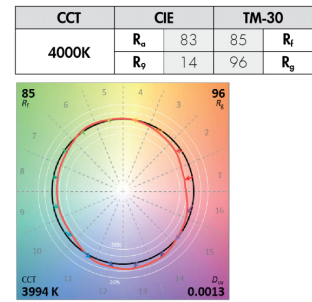 CCT CIE TM-30
4000K Ra 83 85 Rf
R9 14 96 Rg
85 96
Rf Rg
5 4
6 3
7 2
8 1
9 16
10 15
11 12 13 14
20%
20%
CCT Duv
3994 K 0.0013